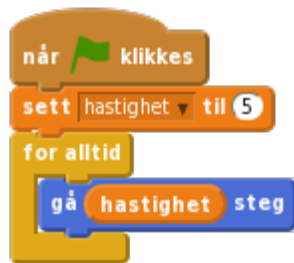 når klikkes
sett hastighet til 5
for alltid
gå hastighet steg